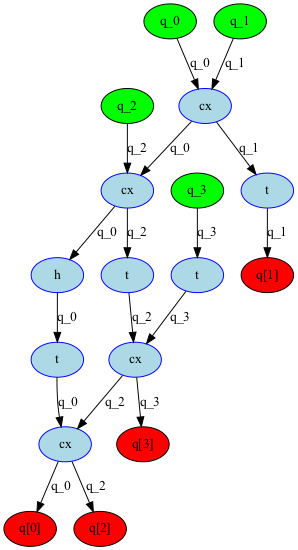 q_0 q_1
q_0 q_1
q_2 cx
q_2 q_0 q_1
cx q_3 t
q_0 q_2 q_3 q_1
h t t q[1]
q_0 q_2 q_3
t cx
q_0 q_2 q_3
cx q[3]
q_0 q_2
q[0] q[2]